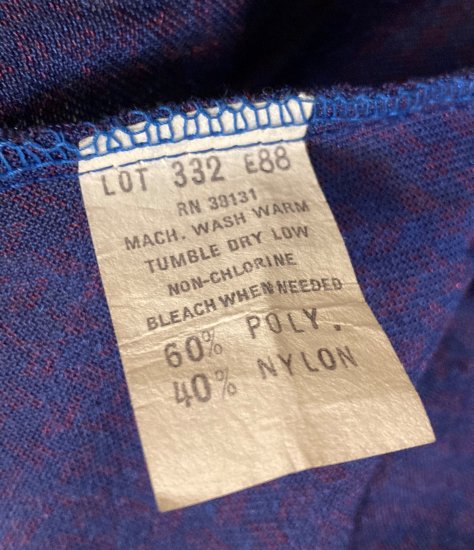 LOT 332 E88
RN 39131
MACH. WASH WARM
TUMBLE DRY LOW
NON-CHLORINE
BLEACH WHEN NEEDED
60% POLY.
40% NYLON